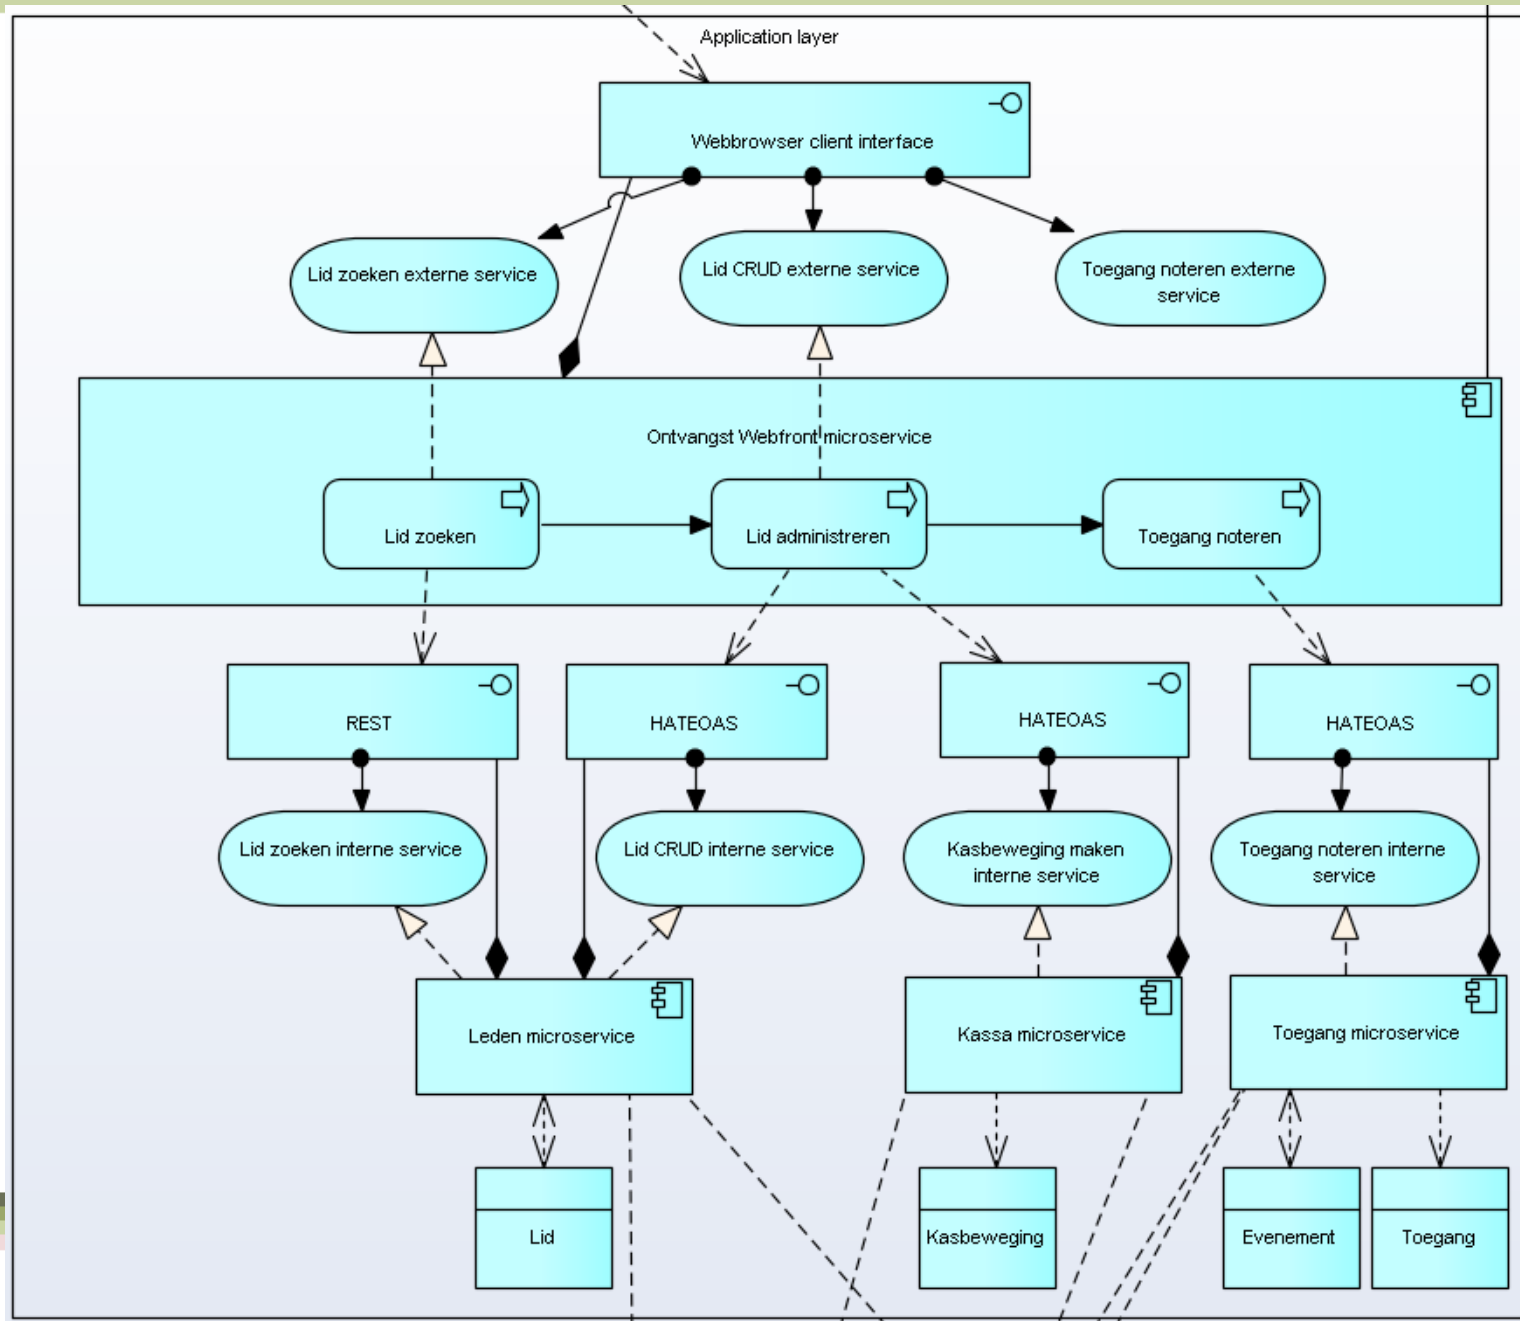 Application layer
Webbrowser client interface
Lid zoeken externe service
Lid CRUD externe service
Toegang noteren externe
service
Ontvangst Webfront microservice
Lid zoeken
Lid administreren
Toegang noteren
REST
HATEOAS
HATEOAS
HATEOAS
Lid zoeken interne service
Lid CRUD interne service
Kasbeweging maken
interne service
Toegang noteren interne
service
Leden microservice
Kassa microservice
Toegang microservice
Lid
Kasbeweging
Evenement
Toegang